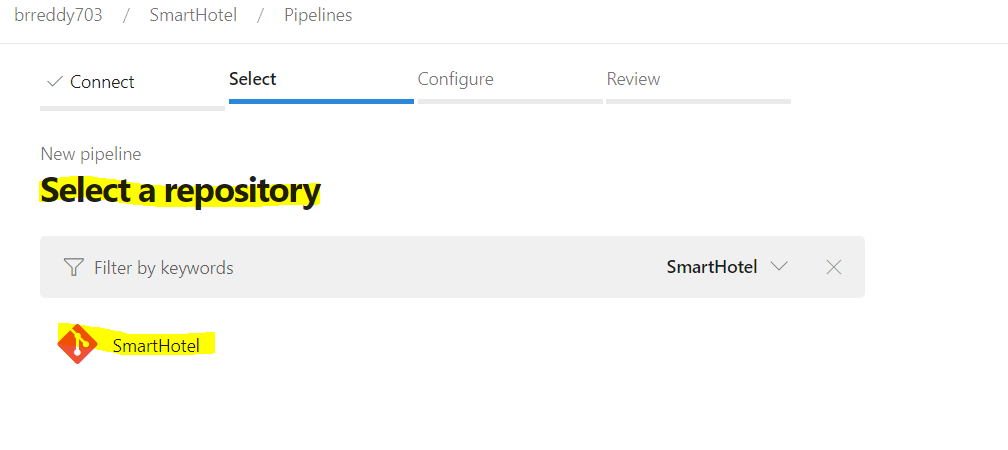 brreddy703 / SmartHotel / Pipelines
Connect Select Configure Review
New pipeline
Select a repository
Filter by keywords SmartHotel
SmartHotel